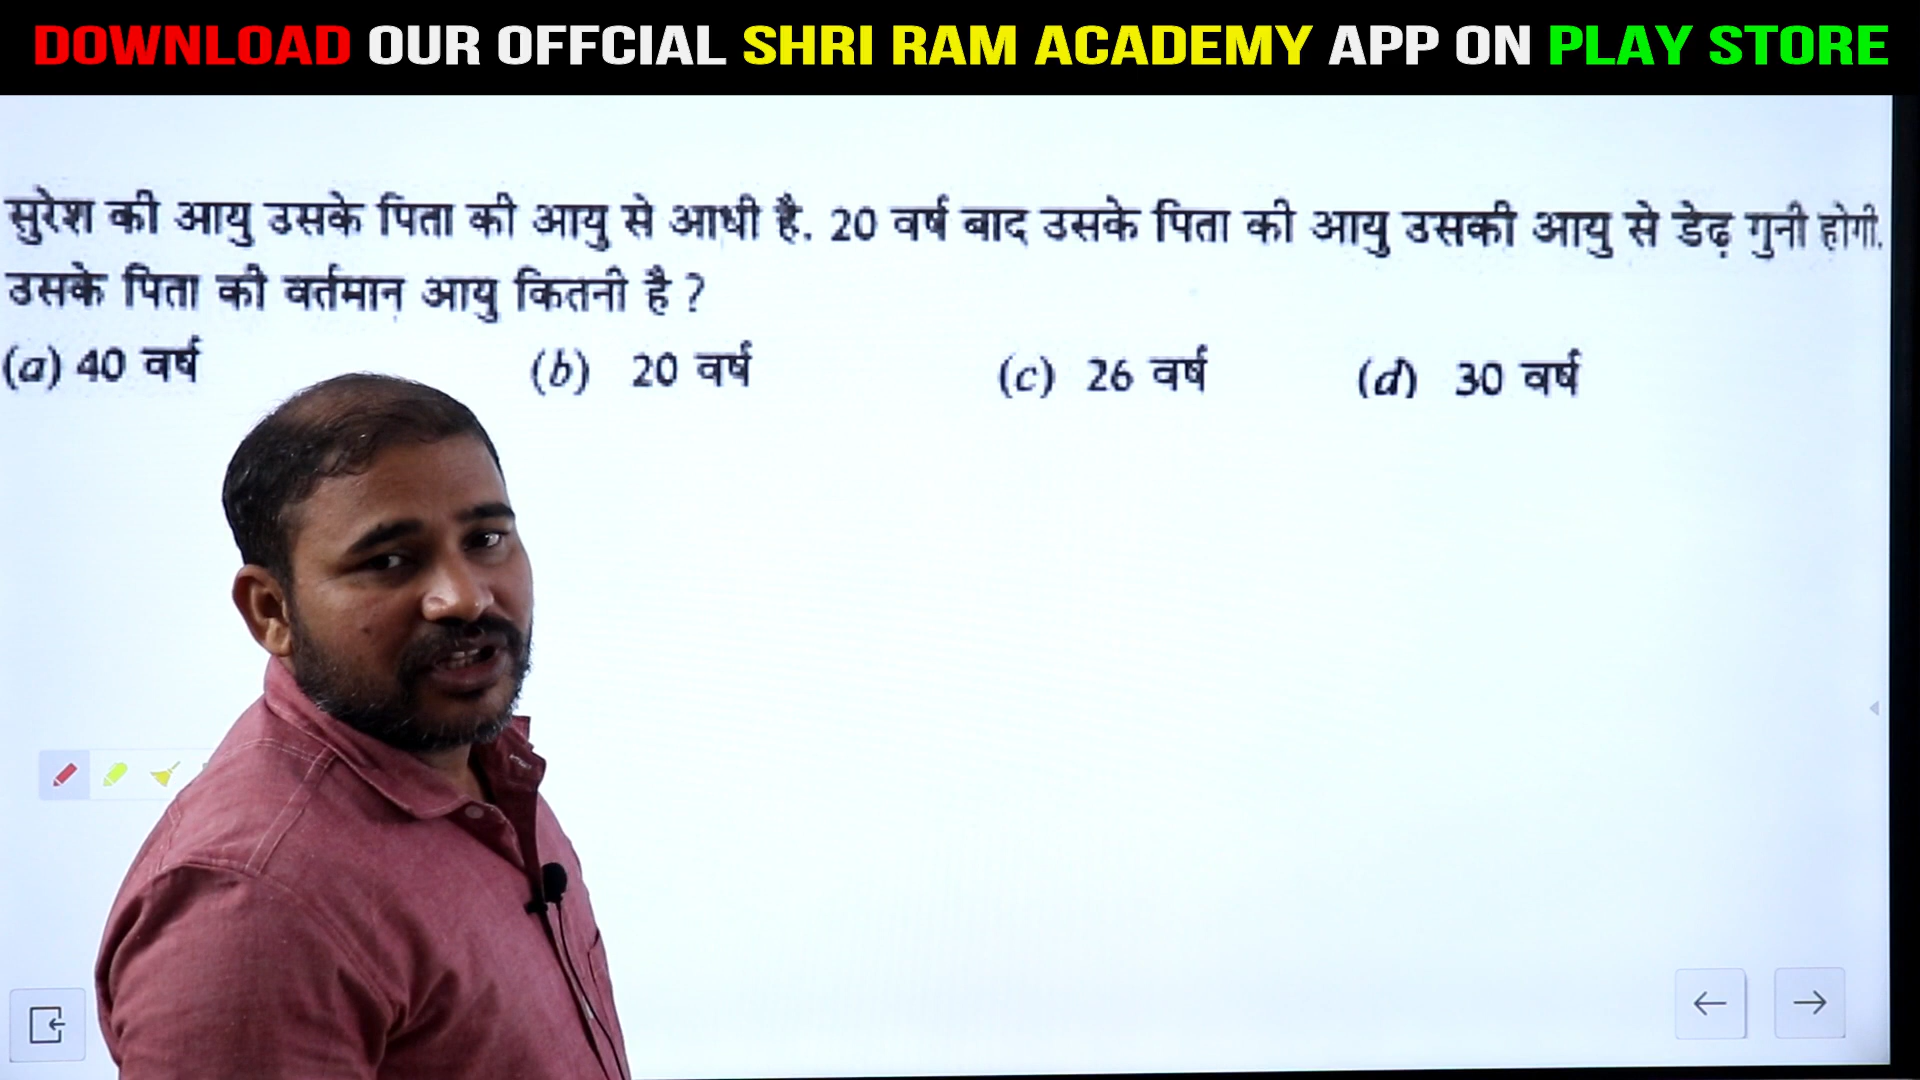 DOWNLOAD OUR OFFCIAL SHRI RAM ACADEMY APP ON PLAY STORE
सुरेश की आयु उसके पिता की आयु से आधी है. 20 वर्ष बाद उसके पिता की आयु उसकी आयु से डेढ़ गुनी होगी.
उसके पिता की वर्तमान आयु कितनी है ?
(a) 40 वर्ष (b) 20 वर्ष (c) 26 वर्ष (d) 30 वर्ष